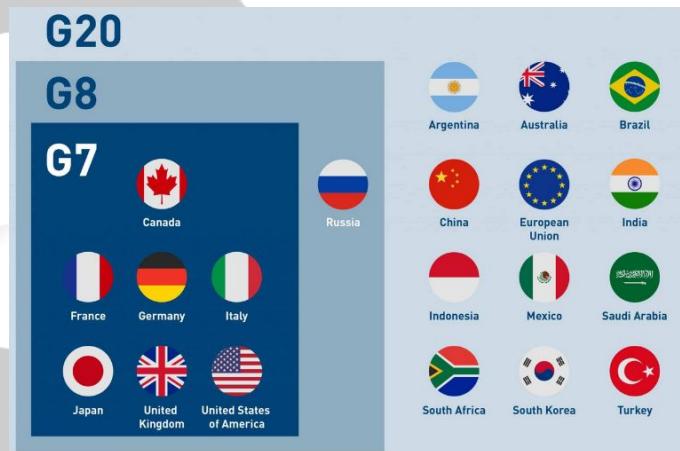 G20
G8
G7
Canada
France
Germany
Italy
Japan
United
Kingdom
United States
of America
Russia
Argentina
Australia
Brazil
China
European
Union
India
Indonesia
Mexico
Saudi Arabia
South Africa
South Korea
Turkey